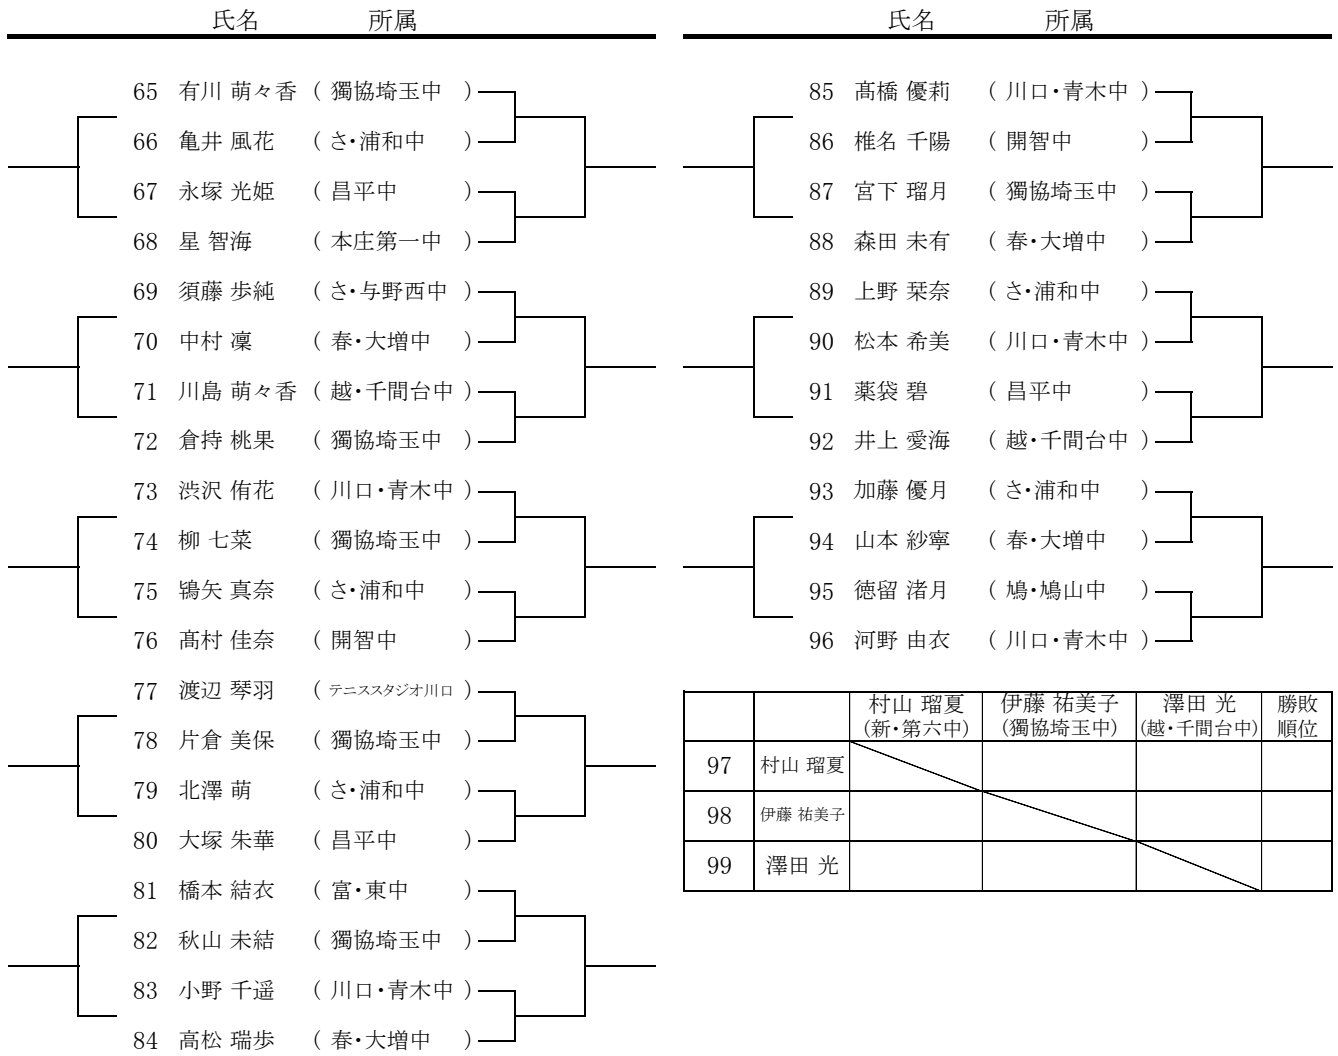 氏名 所属
65 有川 萌々香 ( 獨協埼玉中 )
66 亀井 風花 ( さ・浦和中 )
67 永塚 光姫 ( 昌平中 )
68 星 智海 ( 本庄第一中 )
69 須藤 歩純 ( さ・与野西中 )
70 中村 凜 ( 春・大増中 )
71 川島 萌々香 ( 越・千間台中 )
72 倉持 桃果 ( 獨協埼玉中 )
73 渋沢 侑花 ( 川口・青木中 )
74 柳 七菜 ( 獨協埼玉中 )
75 鴇矢 真奈 ( さ・浦和中 )
76 髙村 佳奈 ( 開智中 )
77 渡辺 琴羽 ( テニススタジオ川口 )
78 片倉 美保 ( 獨協埼玉中 )
79 北澤 萌 ( さ・浦和中 )
80 大塚 朱華 ( 昌平中 )
81 橋本 結衣 ( 富・東中 )
82 秋山 未結 ( 獨協埼玉中 )
83 小野 千遥 ( 川口・青木中 )
84 高松 瑞歩 ( 春・大増中 )
氏名 所属
85 髙橋 優莉 ( 川口・青木中 )
86 椎名 千陽 ( 開智中 )
87 宮下 瑠月 ( 獨協埼玉中 )
88 森田 未有 ( 春・大増中 )
89 上野 栞奈 ( さ・浦和中 )
90 松本 希美 ( 川口・青木中 )
91 薬袋 碧 ( 昌平中 )
92 井上 愛海 ( 越・千間台中 )
93 加藤 優月 ( さ・浦和中 )
94 山本 紗寧 ( 春・大増中 )
95 徳留 渚月 ( 鳩・鳩山中 )
96 河野 由衣 ( 川口・青木中 )
村山 瑠夏 伊藤 祐美子 澤田 光 勝敗
(新・第六中) (獨協埼玉中) (越・千間台中) 順位
97 村山 瑠夏
98 伊藤 祐美子
99 澤田 光